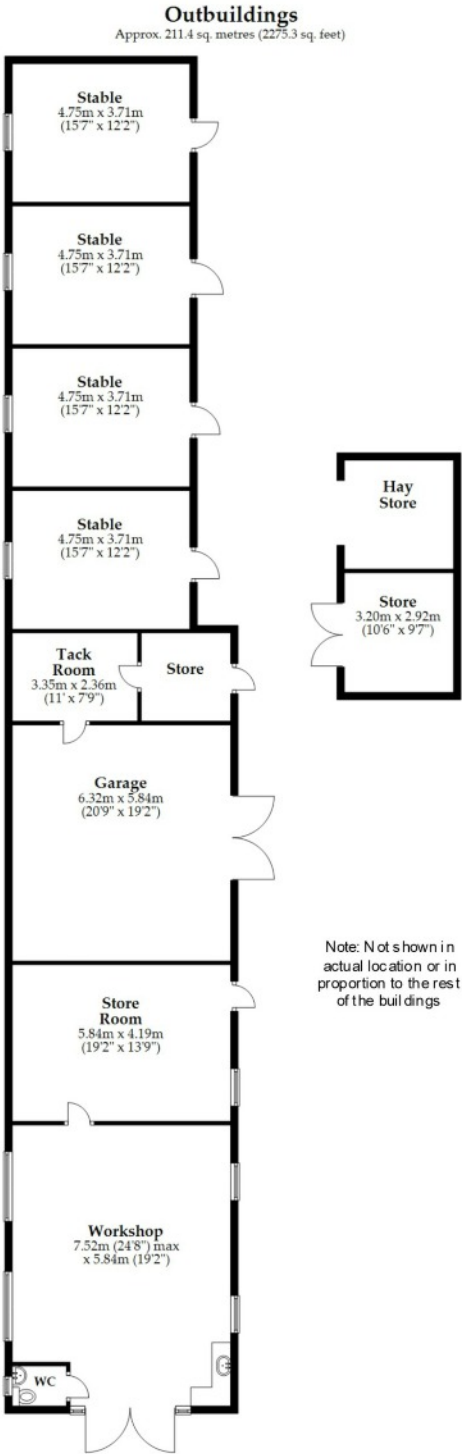 Outbuildings
Approx. 211.4 sq. metres (2275.3 sq. feet)
Stable
4.75m x 3.71m
(15'7" x 12'2")
Stable
4.75m x 3.71m
(15'7" x 12'2")
Stable
4.75m x 3.71m
(15'7" x 12'2")
Stable
4.75m x 3.71m
(15'7" x 12'2")
Hay
Store
Store
3.20m x 2.92m
(10'6" x 9'7")
Tack
Room
3.35m x 2.36m
(11' x 7'9")
Store
Garage
6.32m x 5.84m
(20'9" x 19'2")
Note: Not shown in
actual location or in
proportion to the rest
of the buildings
Store
Room
5.84m x 4.19m
(19'2" x 13'9")
Workshop
7.52m (24'8") max
x 5.84m (19'2")
WC